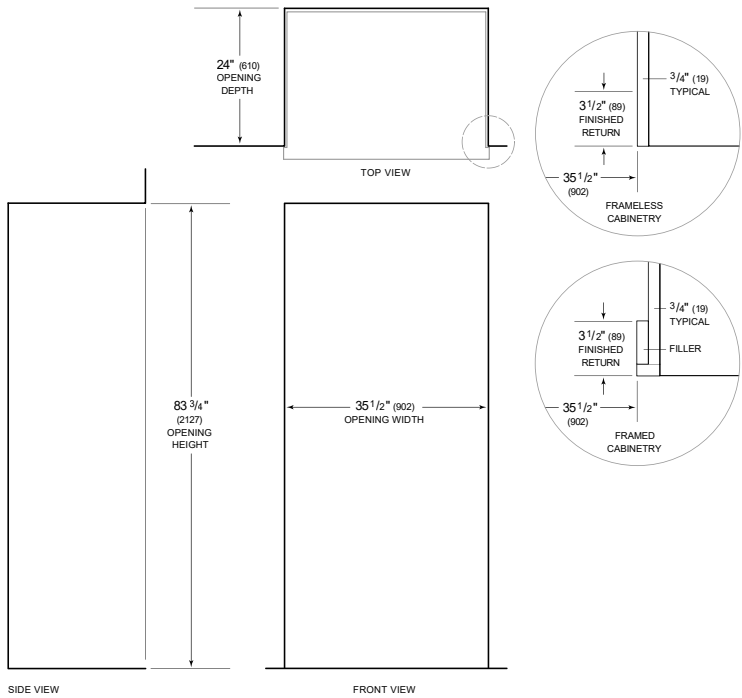 24" (610)
OPENING
DEPTH
TOP VIEW
3/4" (19)
TYPICAL
3 1/2" (89)
FINISHED
RETURN
35 1/2"
(902)
FRAMELESS
CABINETRY
3/4" (19)
TYPICAL
3 1/2" (89)
FINISHED
RETURN
FILLER
35 1/2"
(902)
FRAMED
CABINETRY
83 3/4"
(2127)
OPENING
HEIGHT
35 1/2" (902)
OPENING WIDTH
SIDE VIEW
FRONT VIEW